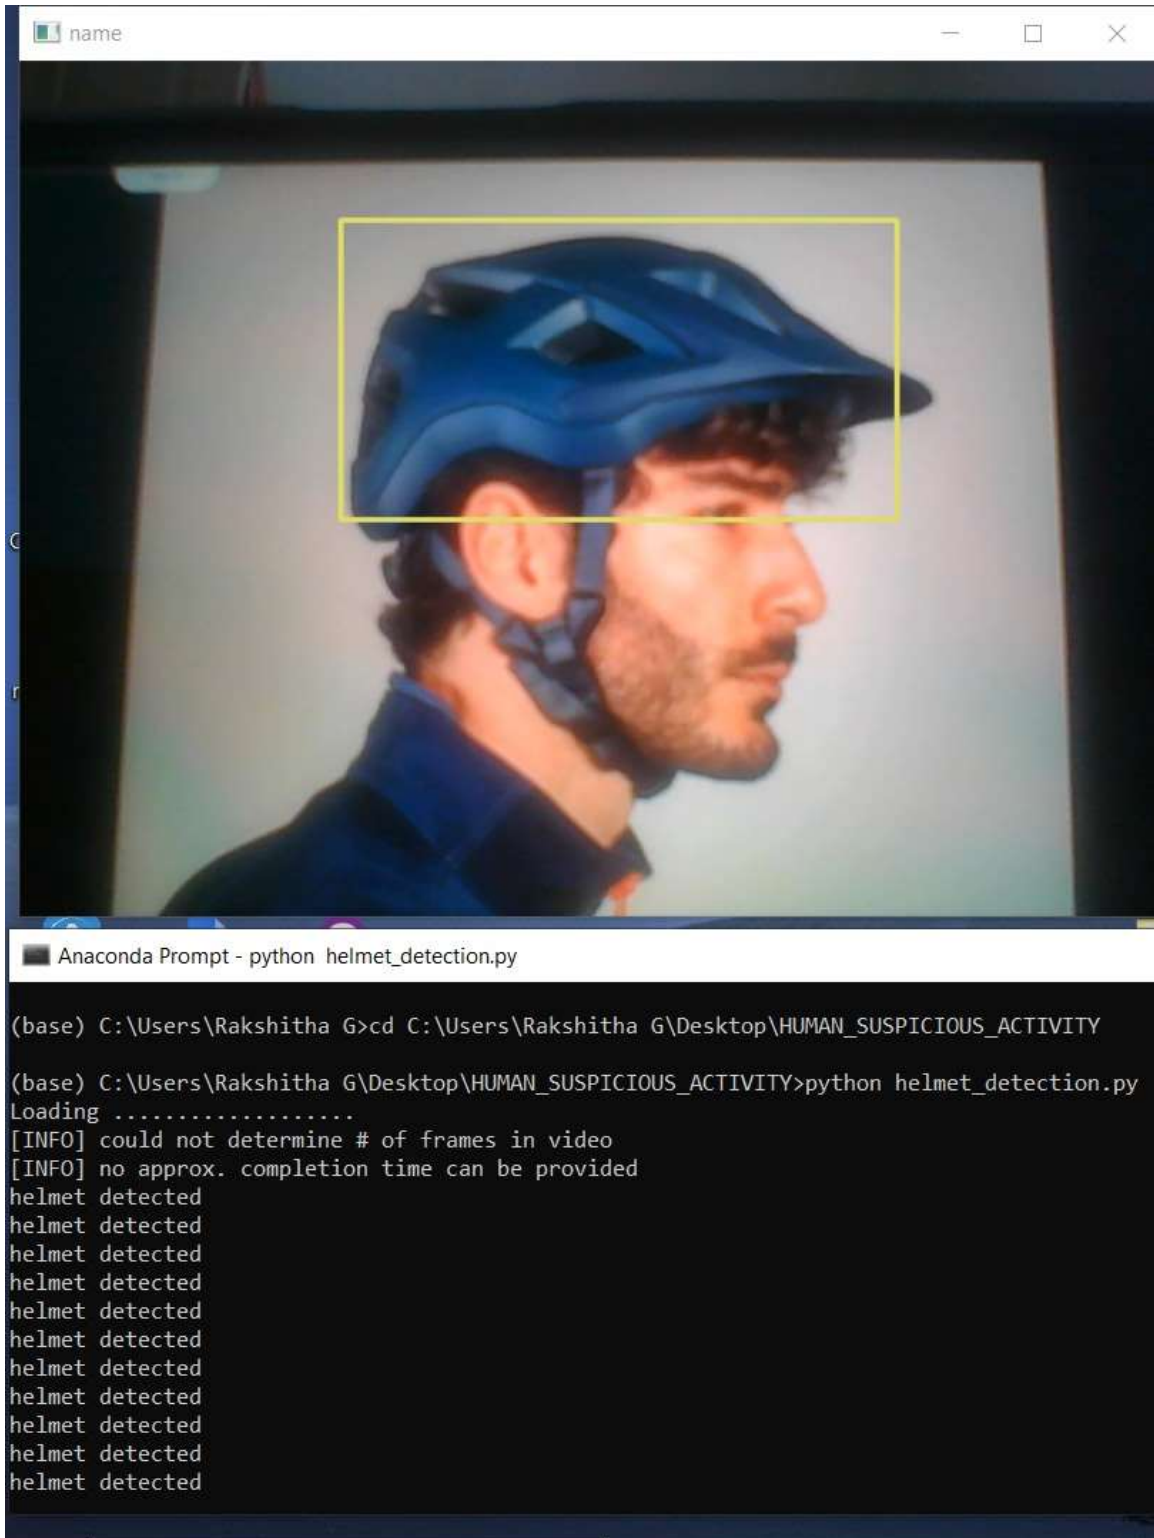 name
Anaconda Prompt - python  helmet_detection.py
(base) C:\Users\Rakshitha G>cd C:\Users\Rakshitha G\Desktop\HUMAN_SUSPICIOUS_ACTIVITY
(base) C:\Users\Rakshitha G\Desktop\HUMAN_SUSPICIOUS_ACTIVITY>python helmet_detection.py
Loading ...................
[INFO] could not determine # of frames in video
[INFO] no approx. completion time can be provided
helmet detected
helmet detected
helmet detected
helmet detected
helmet detected
helmet detected
helmet detected
helmet detected
helmet detected
helmet detected
helmet detected